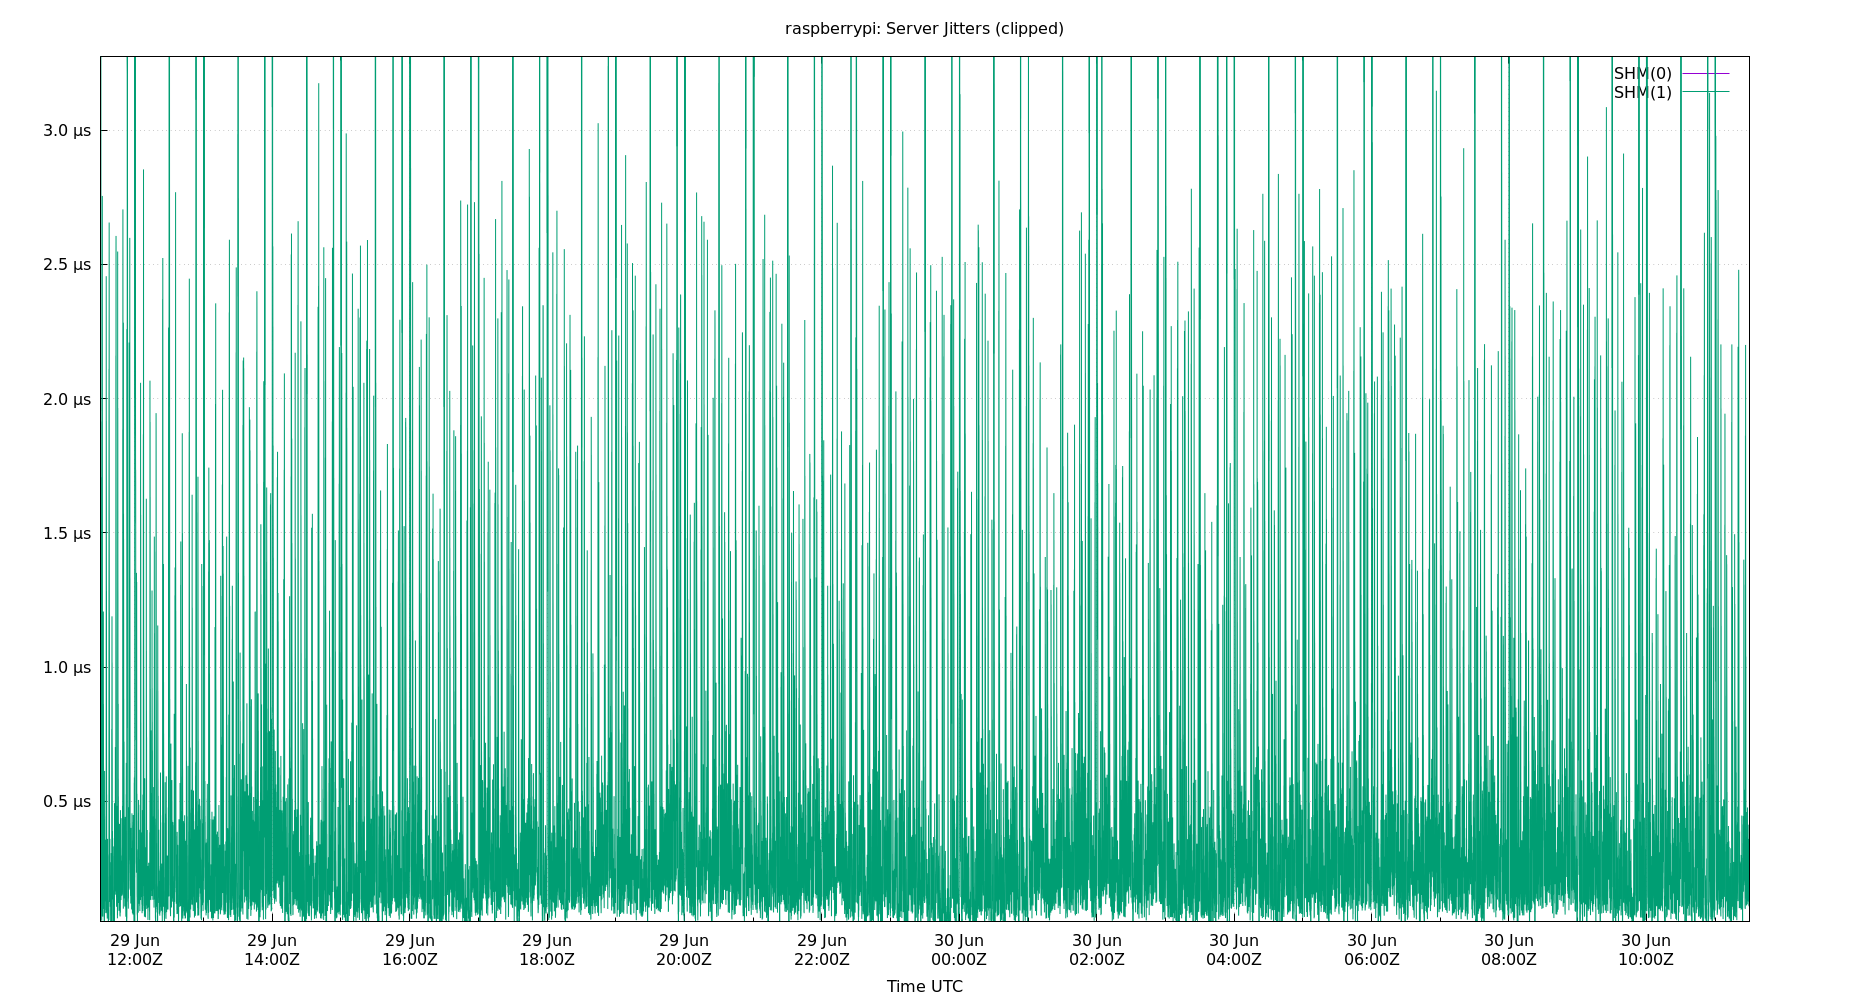 raspberrypi: Server Jitters (clipped)
SHM(0)
SHM(1)
3.0 µs
2.5 µs
2.0 µs
1.5 µs
1.0 µs
0.5 µs
29 Jun 29 Jun 29 Jun 29 Jun 29 Jun 29 Jun 30 Jun 30 Jun 30 Jun 30 Jun 30 Jun 30 Jun
12:00Z 14:00Z 16:00Z 18:00Z 20:00Z 22:00Z 00:00Z 02:00Z 04:00Z 06:00Z 08:00Z 10:00Z
Time UTC